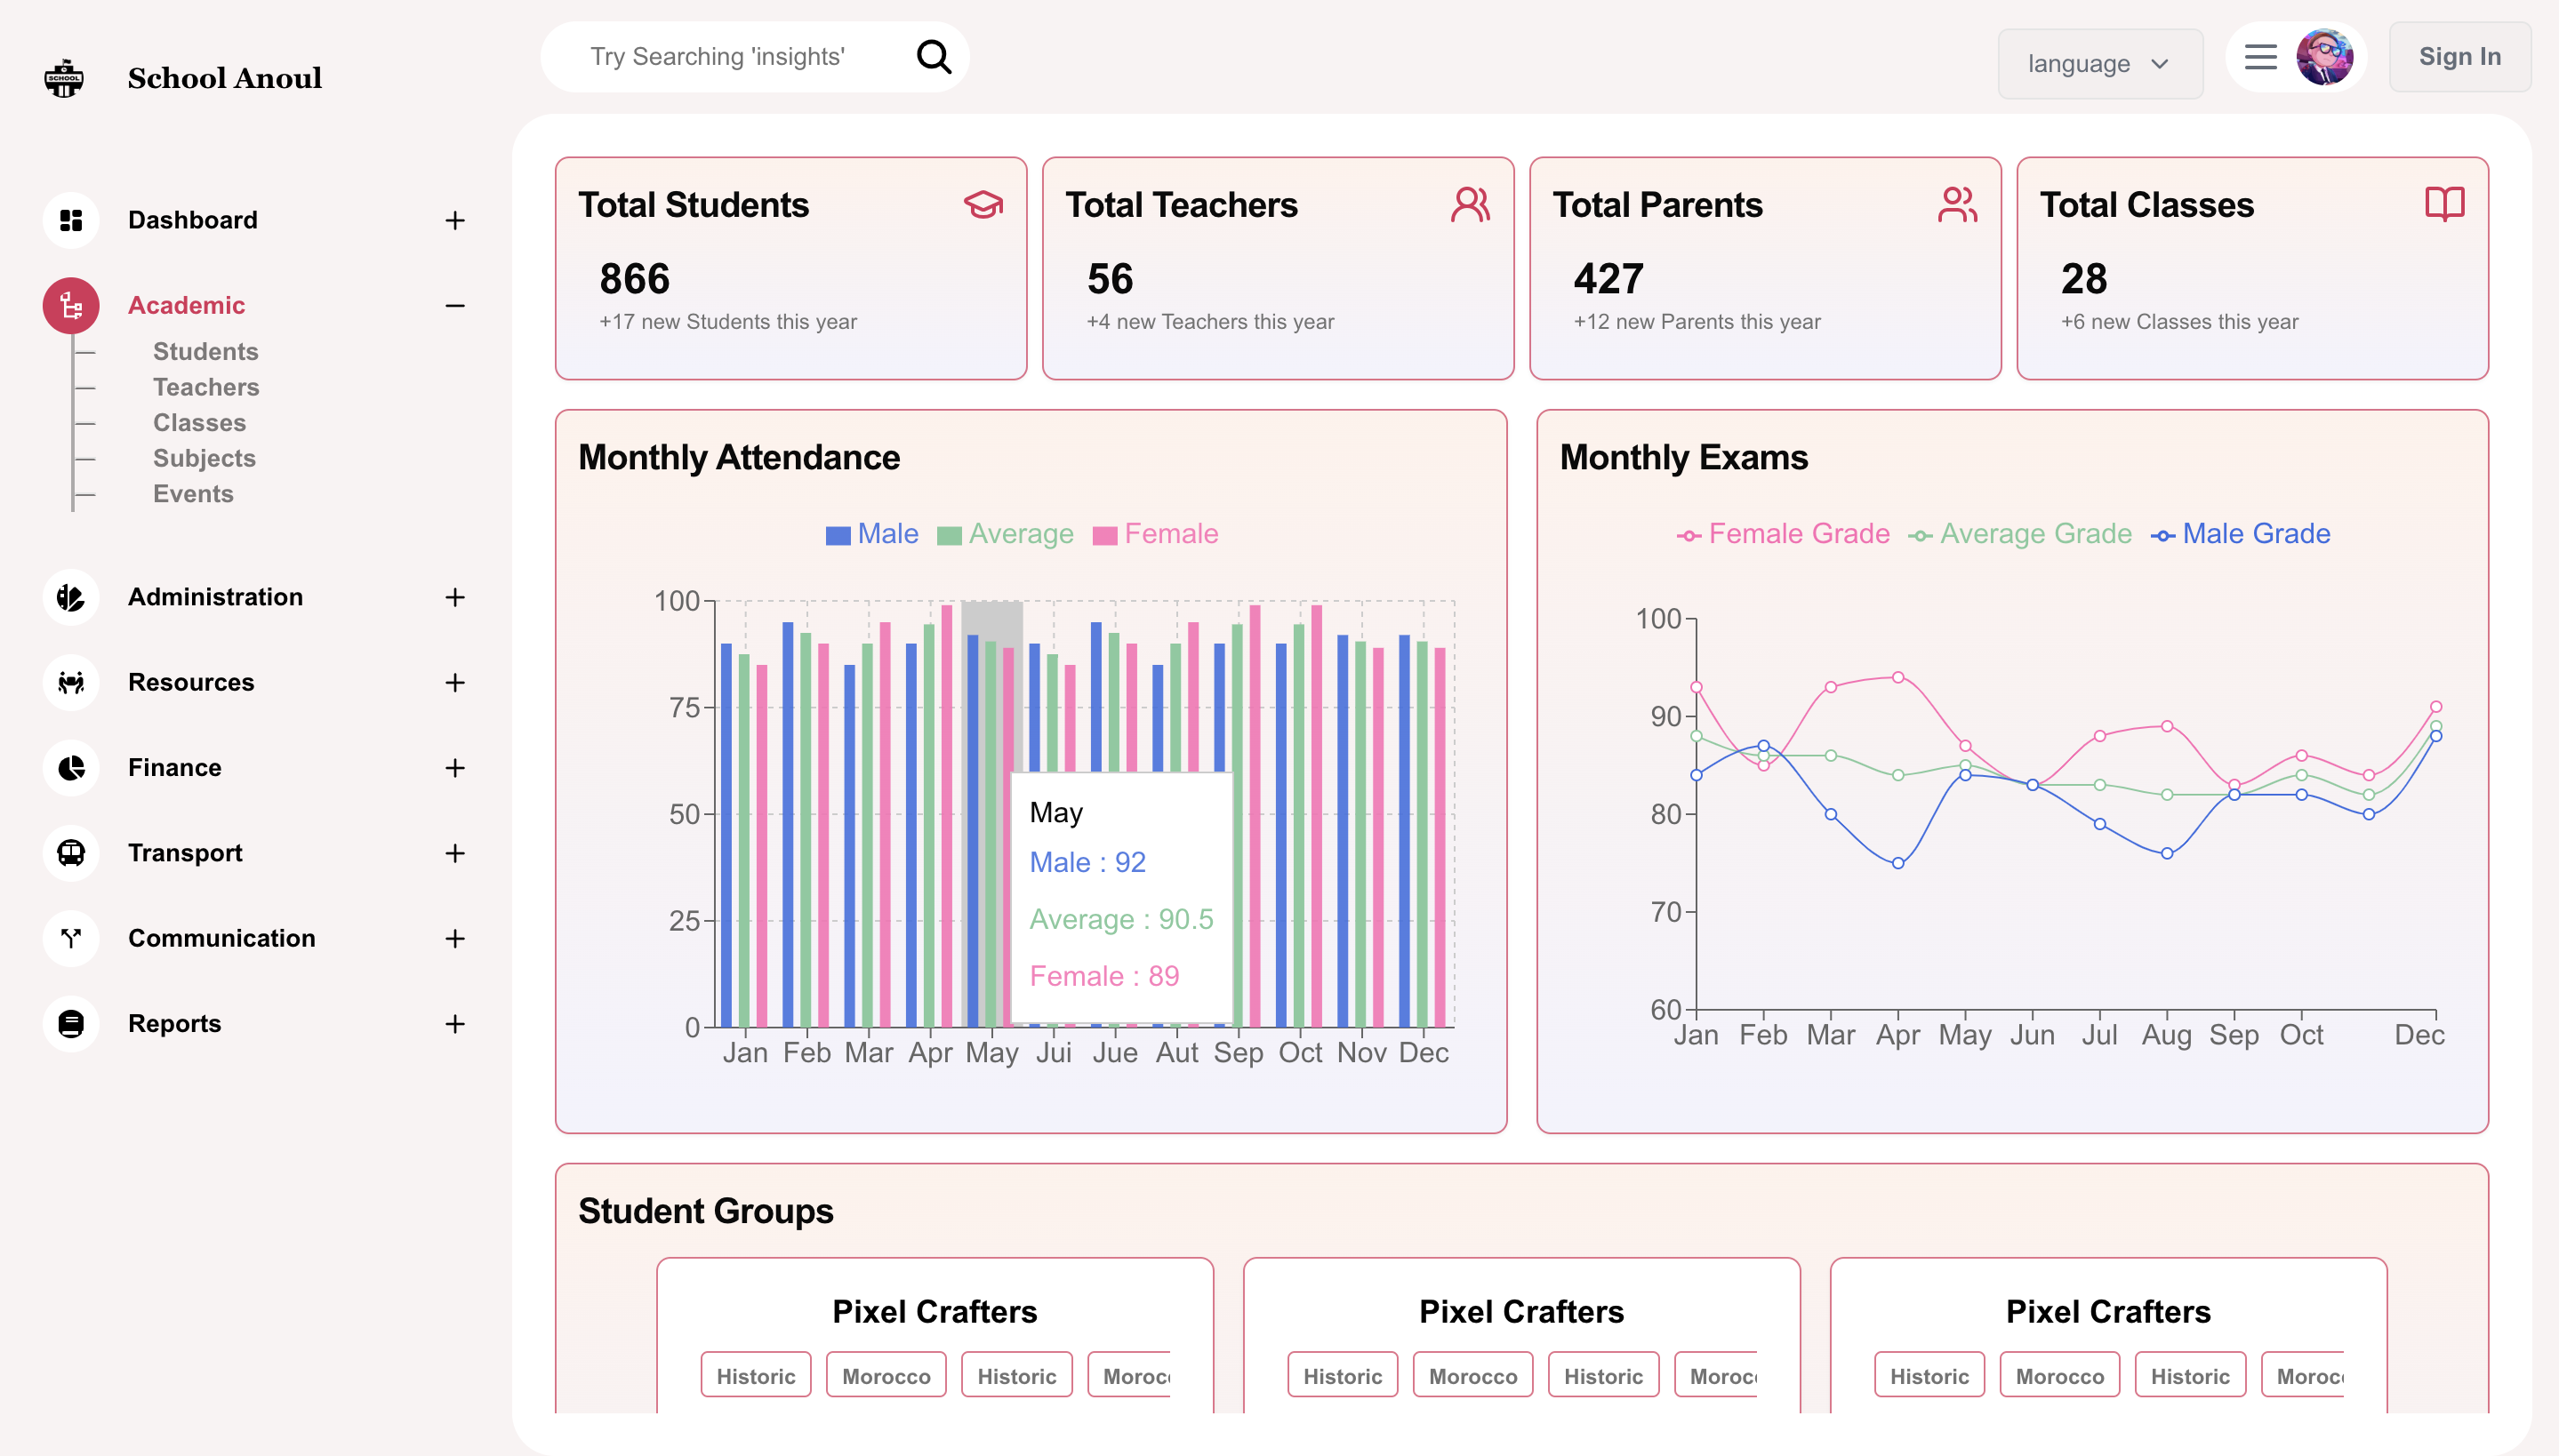 SCHOOL
School Anoul
Try Searching 'insights'
language
Sign In
Dashboard
Academic
Students
Teachers
Classes
Subjects
Events
Administration
Resources
Finance
Transport
Communication
Reports
Total Students
866
+17 new Students this year
Total Teachers
56
+4 new Teachers this year
Total Parents
427
+12 new Parents this year
Total Classes
28
+6 new Classes this year
Monthly Attendance
Male Average Female
100
75
50
25
0
Jan Feb Mar Apr May Jui Jue Aut Sep Oct Nov Dec
May
Male : 92
Average : 90.5
Female : 89
Monthly Exams
Female Grade Average Grade Male Grade
100
90
80
70
60
Jan Feb Mar Apr May Jun Jul Aug Sep Oct Dec
Student Groups
Pixel Crafters
Historic Morocco Historic Moroc
Pixel Crafters
Historic Morocco Historic Moroc
Pixel Crafters
Historic Morocco Historic Moroc